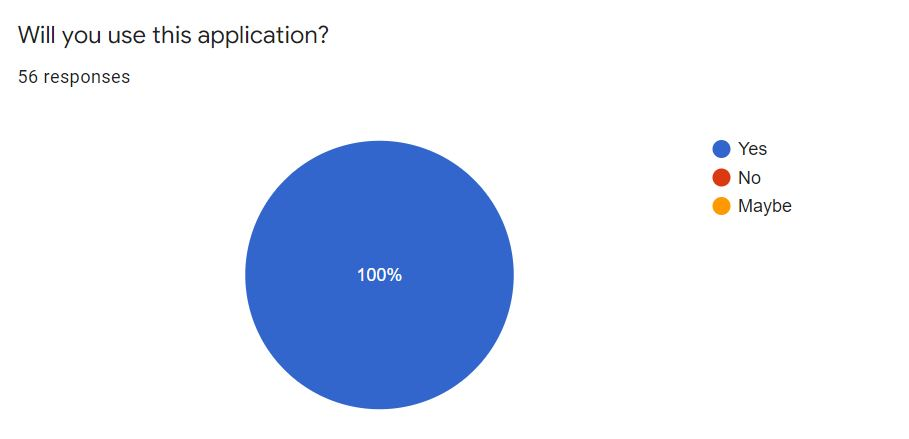 Will you use this application?
56 responses
100%
Yes
No
Maybe